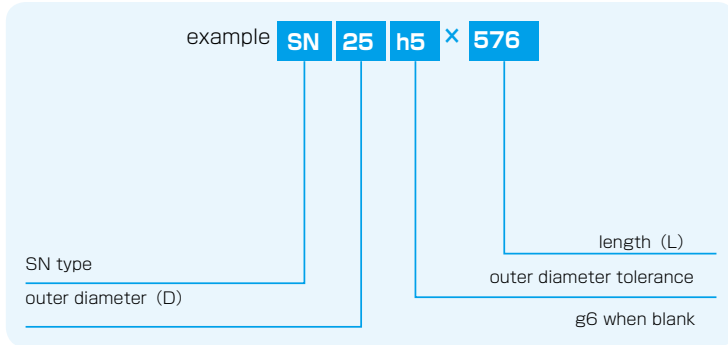 example SN 25 h5 × 576
length (L)
SN type
outer diameter tolerance
outer diameter (D)
g6 when blank